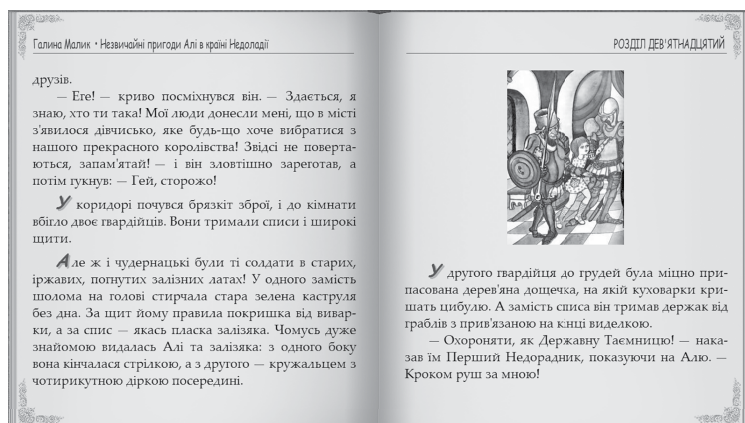 Галина Малик • Незвичайні пригоди Алі в країні Недоладії
друзів.
— Еге! — криво посміхнувся він. — Здається, я
знаю, хто ти така! Мої люди донесли мені, що в місті
з'явилося дівчисько, яке будь-що хоче вибратися з
нашого прекрасного королівства! Звідсі не поверта-
ються, запам'ятай! — і він зловтішно зареготав, а
потім гукнув: — Гей, сторожо!
У коридорі почувся брязкіт зброї, і до кімнати
вбігло двоє гвардійців. Вони тримали списи і широкі
щити.
Але ж і чудернацькі були ті солдати в старих,
іржавих, погнутих залізних латах! У одного замість
шолома на голові стирчала стара зелена каструля
без дна. За щит йому правила покришка від вивар-
ки, а за спис — якась пласка залізяка. Чомусь дуже
знайомою видалась Алі та залізяка: з одного боку
вона кінчалася стрілкою, а з другого — кружальцем з
чотирикутною діркою посередині.
РОЗДІЛ ДЕВ'ЯТНАДЦЯТИЙ
У другого гвардійця до грудей була міцно при-
пасована дерев'яна дощечка, на якій куховарки кри-
шать цибулю. А замість списа він тримав держак від
граблів з прив'язаною на кінці виделкою.
— Охороняти, як Державну Таємницю! — нака-
зав їм Перший Недорадник, показуючи на Алю. —
Кроком руш за мною!